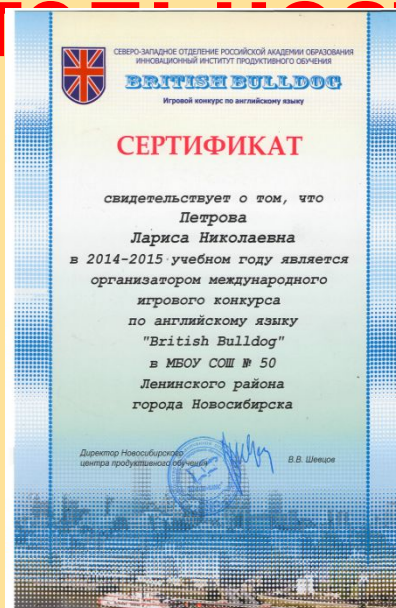 СЕВЕРО-ЗАПАДНОЕ ОТДЕЛЕНИЕ РОССИЙСКОЙ АКАДЕМИИ ОБРАЗОВАНИЯ
ИННОВАЦИОННЫЙ ИНСТИТУТ ПРОДУКТИВНОГО ОБУЧЕНИЯ
BRITISH BULLDOG
Игровой конкурс по английскому языку
СЕРТИФИКАТ
свидетельствует о том, что
Петрова
Лариса Николаевна
в 2014-2015 учебном году является
организатором международного
игрового конкурса
по английскому языку
"British Bulldog"
в МБОУ СОШ № 50
Ленинского района
города Новосибирска
Директор Новосибирского
центра продуктивного обучения
В.В. Шевцов